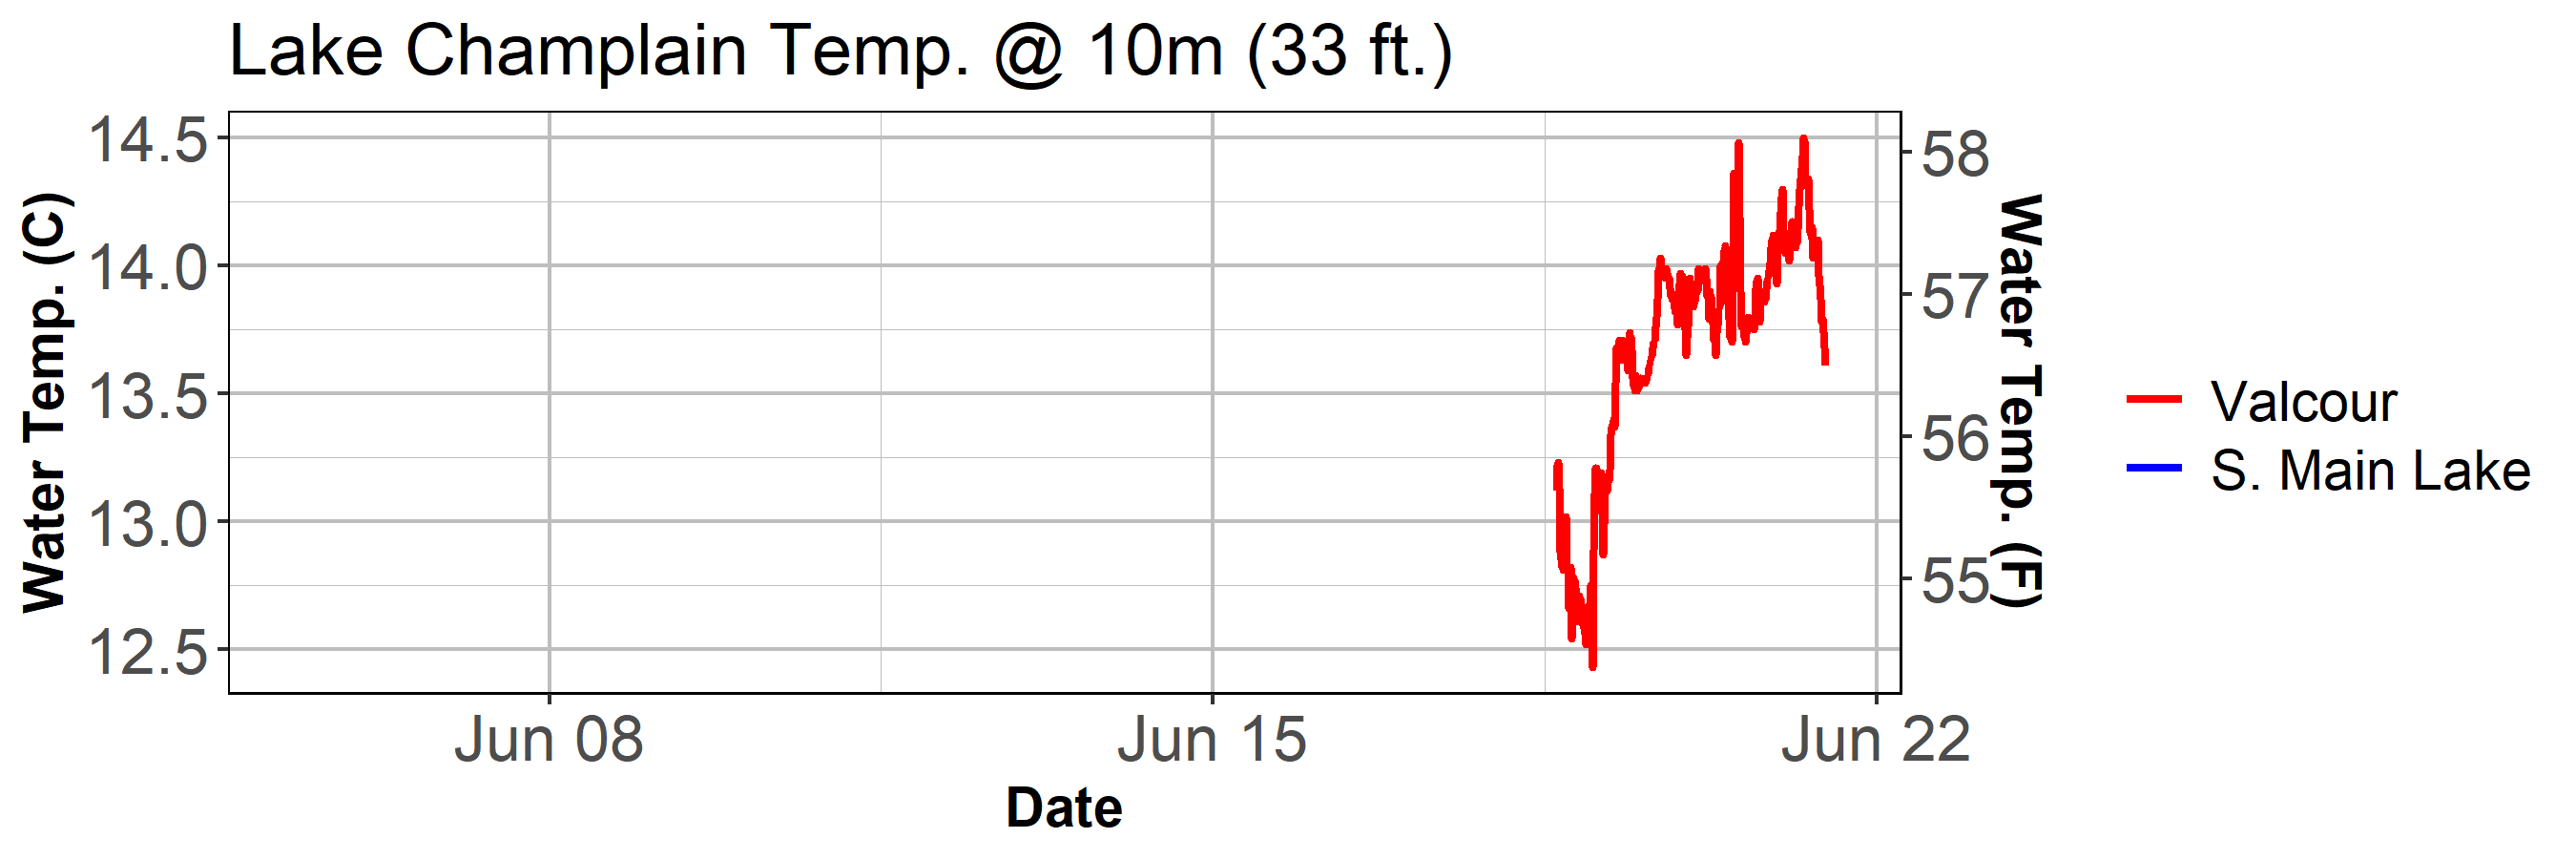 Lake Champlain Temp. @ 10m (33 ft.)
Water Temp. (C)
14.5
14.0
13.5
13.0
12.5
58
57
56
55
Water Temp. (F)
Jun 08
Jun 15
Jun 22
Date
Valcour
S. Main Lake